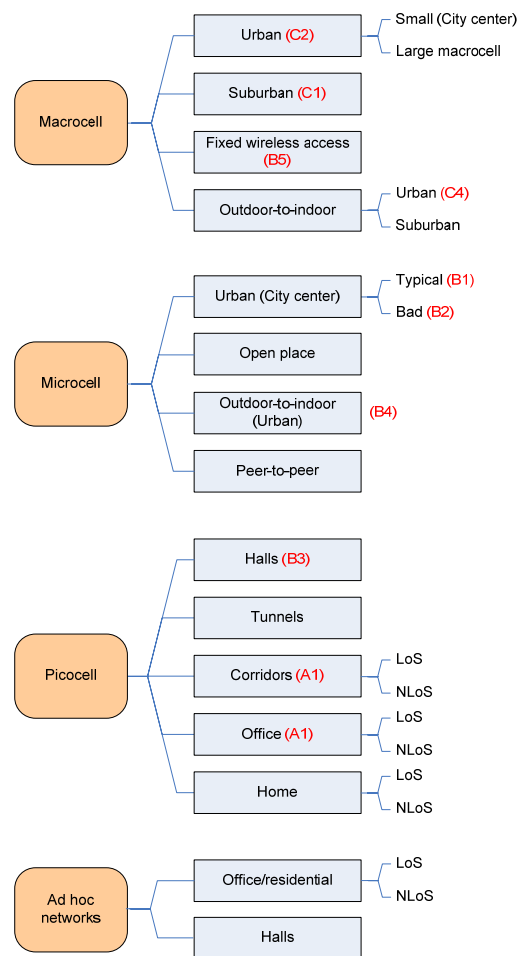 Macrocell
Urban (C2)
Small (City center)
Large macrocell
Suburban (C1)
Fixed wireless access
(B5)
Outdoor-to-indoor
Urban (C4)
Suburban
Microcell
Urban (City center)
Typical (B1)
Bad (B2)
Open place
Outdoor-to-indoor
(Urban)
(B4)
Peer-to-peer
Picocell
Halls (B3)
Tunnels
Corridors (A1)
LoS
NLoS
Office (A1)
LoS
NLoS
Home
LoS
NLoS
Ad hoc
networks
Office/residential
LoS
NLoS
Halls